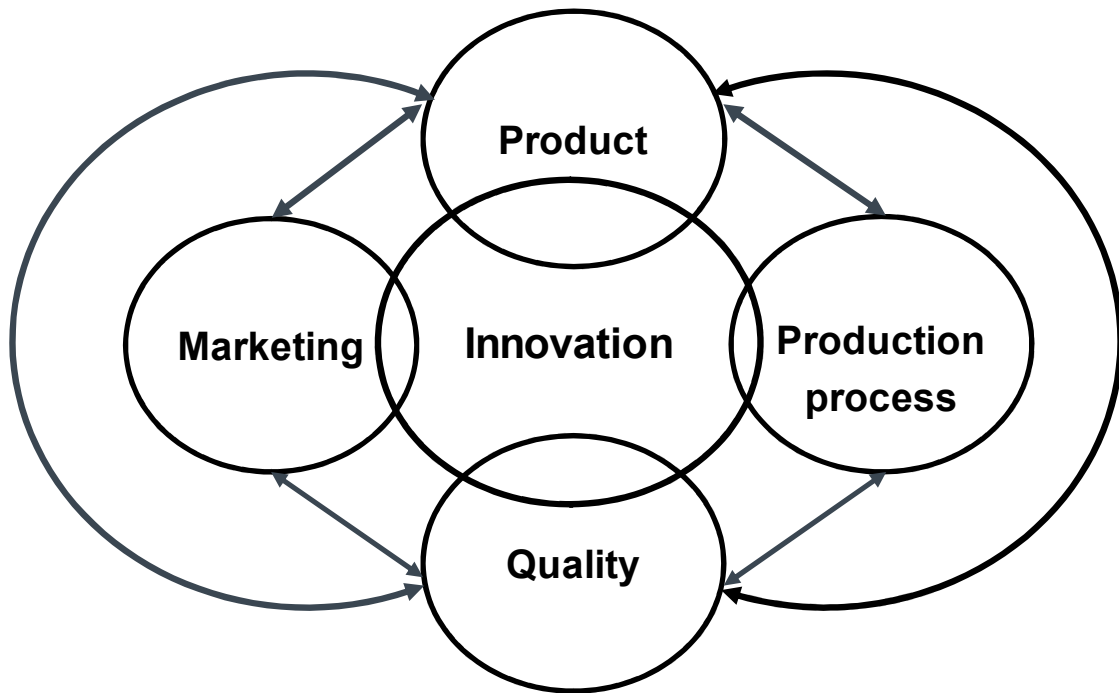 Product
Marketing
Innovation
Production
process
Quality